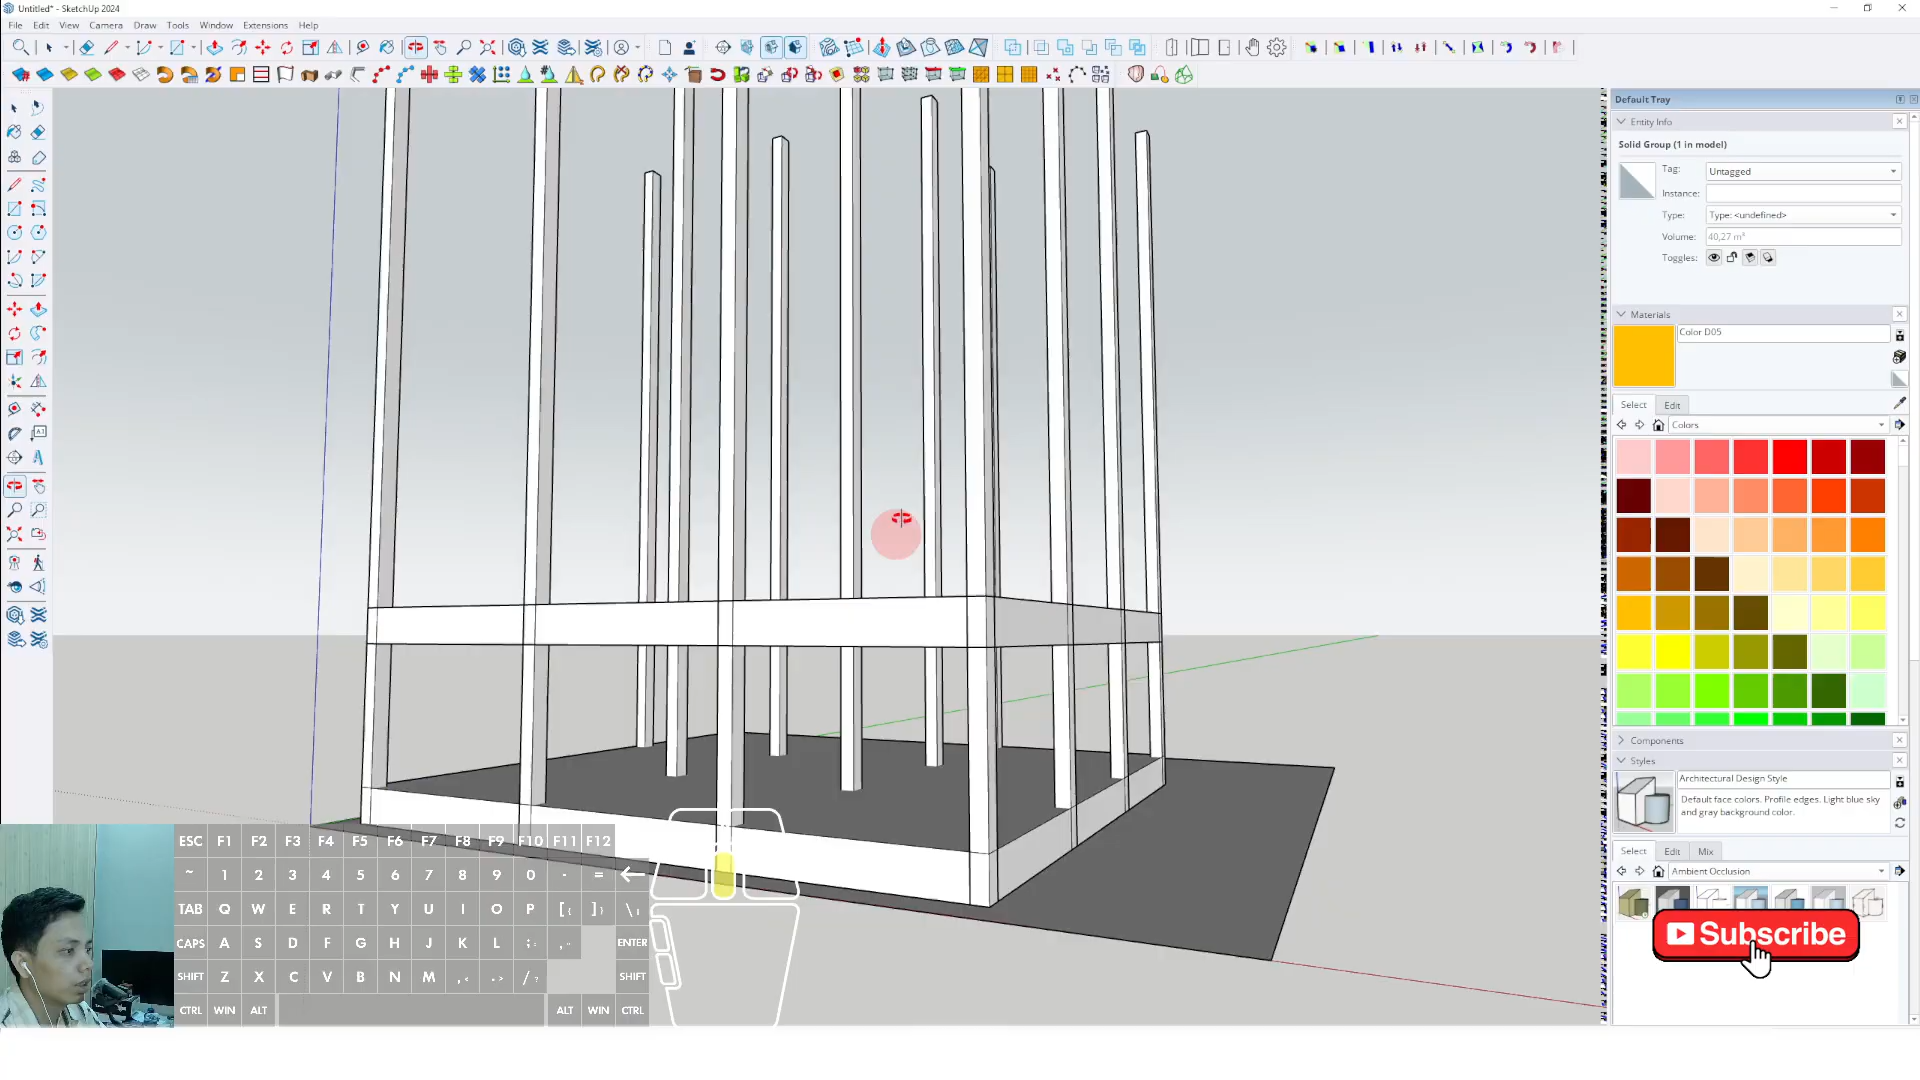 Untitled* - SketchUp 2024
File Edit View Camera Draw Tools Window Extensions Help
Default Tray
Entity Info
Solid Group (1 in model)
Tag: Untagged
Instance:
Type: Type: <undefined>
Volume: 40,27 m³
Toggles:
Materials
Color D05
Select Edit
Colors
Components
Styles
Architectural Design Style
Default face colors. Profile edges. Light blue sky
and gray background color.
Select Edit Mix
Ambient Occlusion
Subscribe
ESC F1 F2 F3 F4 F5 F6 F7 F8 F9 F10 F11 F12
~ 1 2 3 4 5 6 7 8 9 0 - =
TAB Q W E R T Y U I O P [{ ]}
CAPS A S D F G H J K L ENTER
SHIFT Z X C V B N M ,< .> /? SHIFT
CTRL WIN ALT ALT WIN CTRL